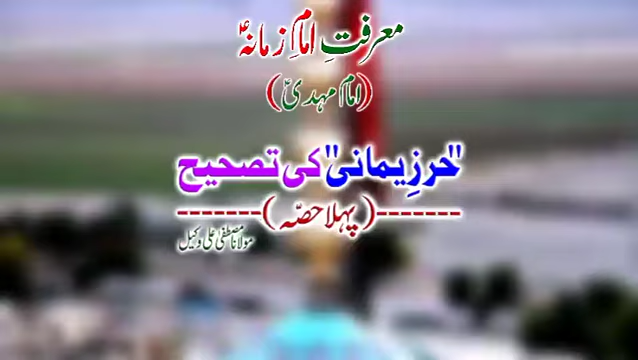 معرفتِ امامِ زمانہؑ
(امام مہدیؑ)
"حرزِ یمانی" کی تصحیح
-------(پہلا حصّہ)-------
مولانا مصطفیٰ علی وکیل